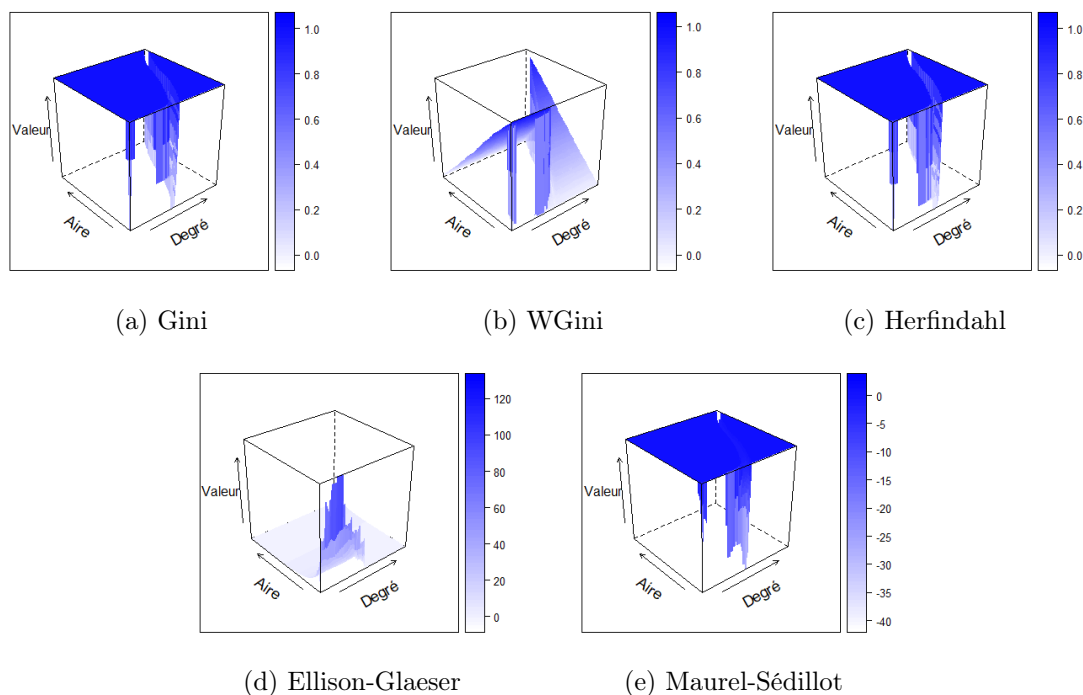 1.0
0.8
0.6
0.4
0.2
0.0
Valeur
Aire
Degré
(a) Gini
1.0
0.8
0.6
0.4
0.2
0.0
Valeur
Aire
Degré
(b) WGini
1.0
0.8
0.6
0.4
0.2
0.0
Valeur
Aire
Degré
(c) Herfindahl
120
100
80
60
40
20
0
Valeur
Aire
Degré
(d) Ellison-Glaeser
0
-5
-10
-15
-20
-25
-30
-35
-40
Valeur
Aire
Degré
(e) Maurel-Sédillot